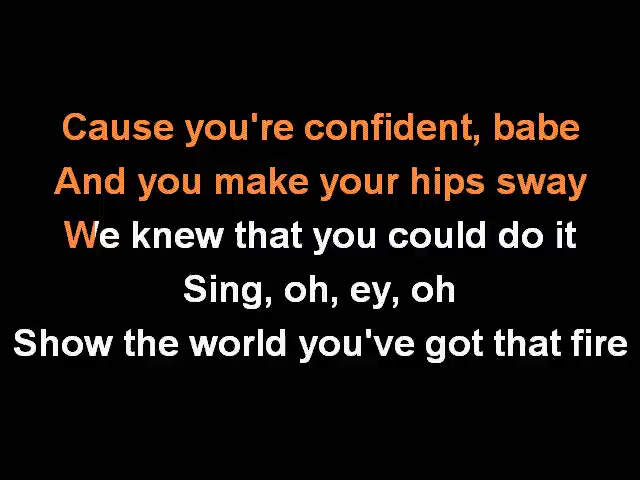 Cause you're confident, babe
And you make your hips sway
We knew that you could do it
Sing, oh, ey, oh
Show the world you've got that fire